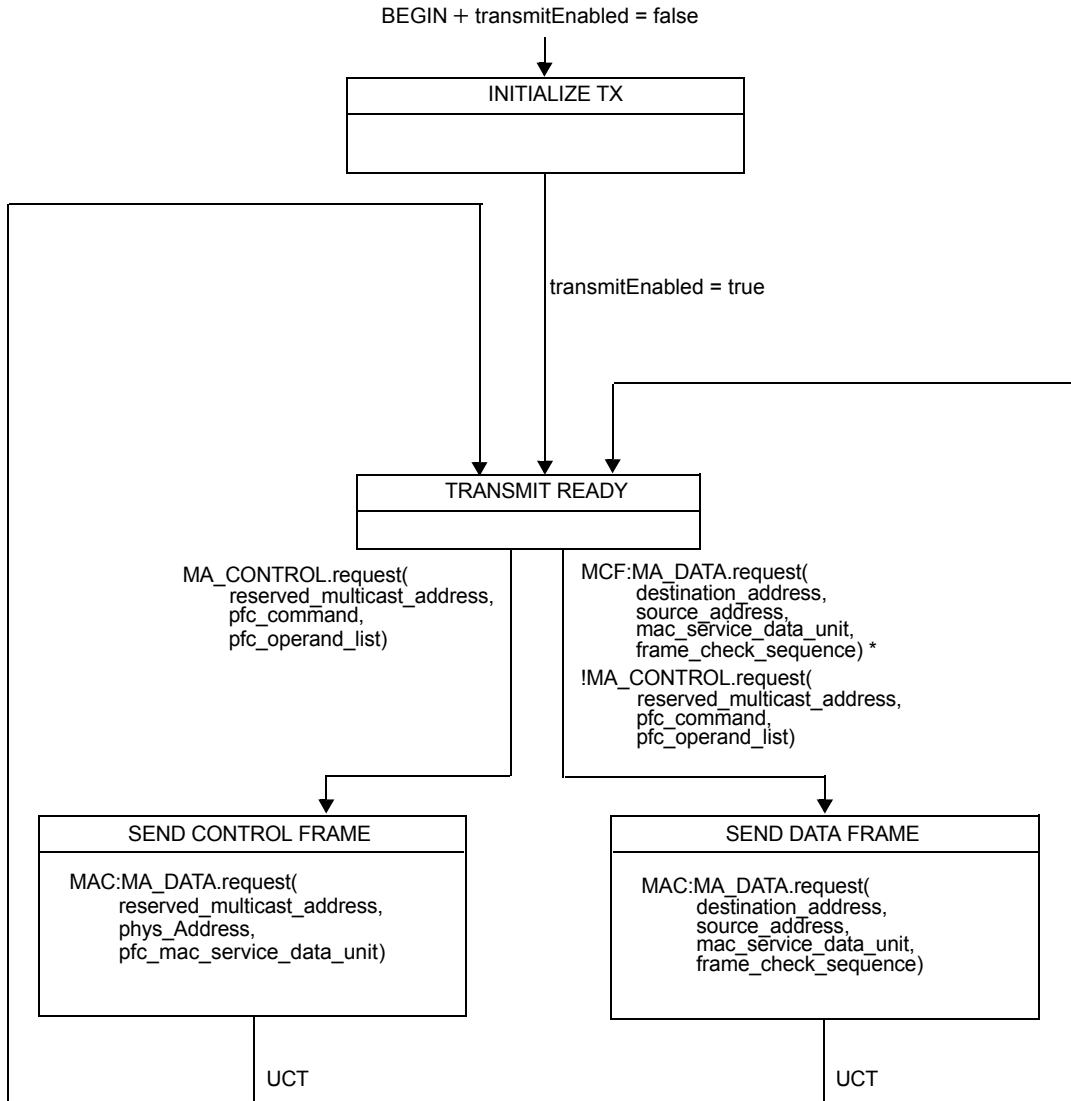 BEGIN + transmitEnabled = false
INITIALIZE TX
transmitEnabled = true
TRANSMIT READY
MA_CONTROL.request(
reserved_multicast_address,
pfc_command,
pfc_operand_list)
MCF:MA_DATA.request(
destination_address,
source_address,
mac_service_data_unit,
frame_check_sequence) *
!MA_CONTROL.request(
reserved_multicast_address,
pfc_command,
pfc_operand_list)
SEND CONTROL FRAME
MAC:MA_DATA.request(
reserved_multicast_address,
phys_Address,
pfc_mac_service_data_unit)
UCT
SEND DATA FRAME
MAC:MA_DATA.request(
destination_address,
source_address,
mac_service_data_unit,
frame_check_sequence)
UCT